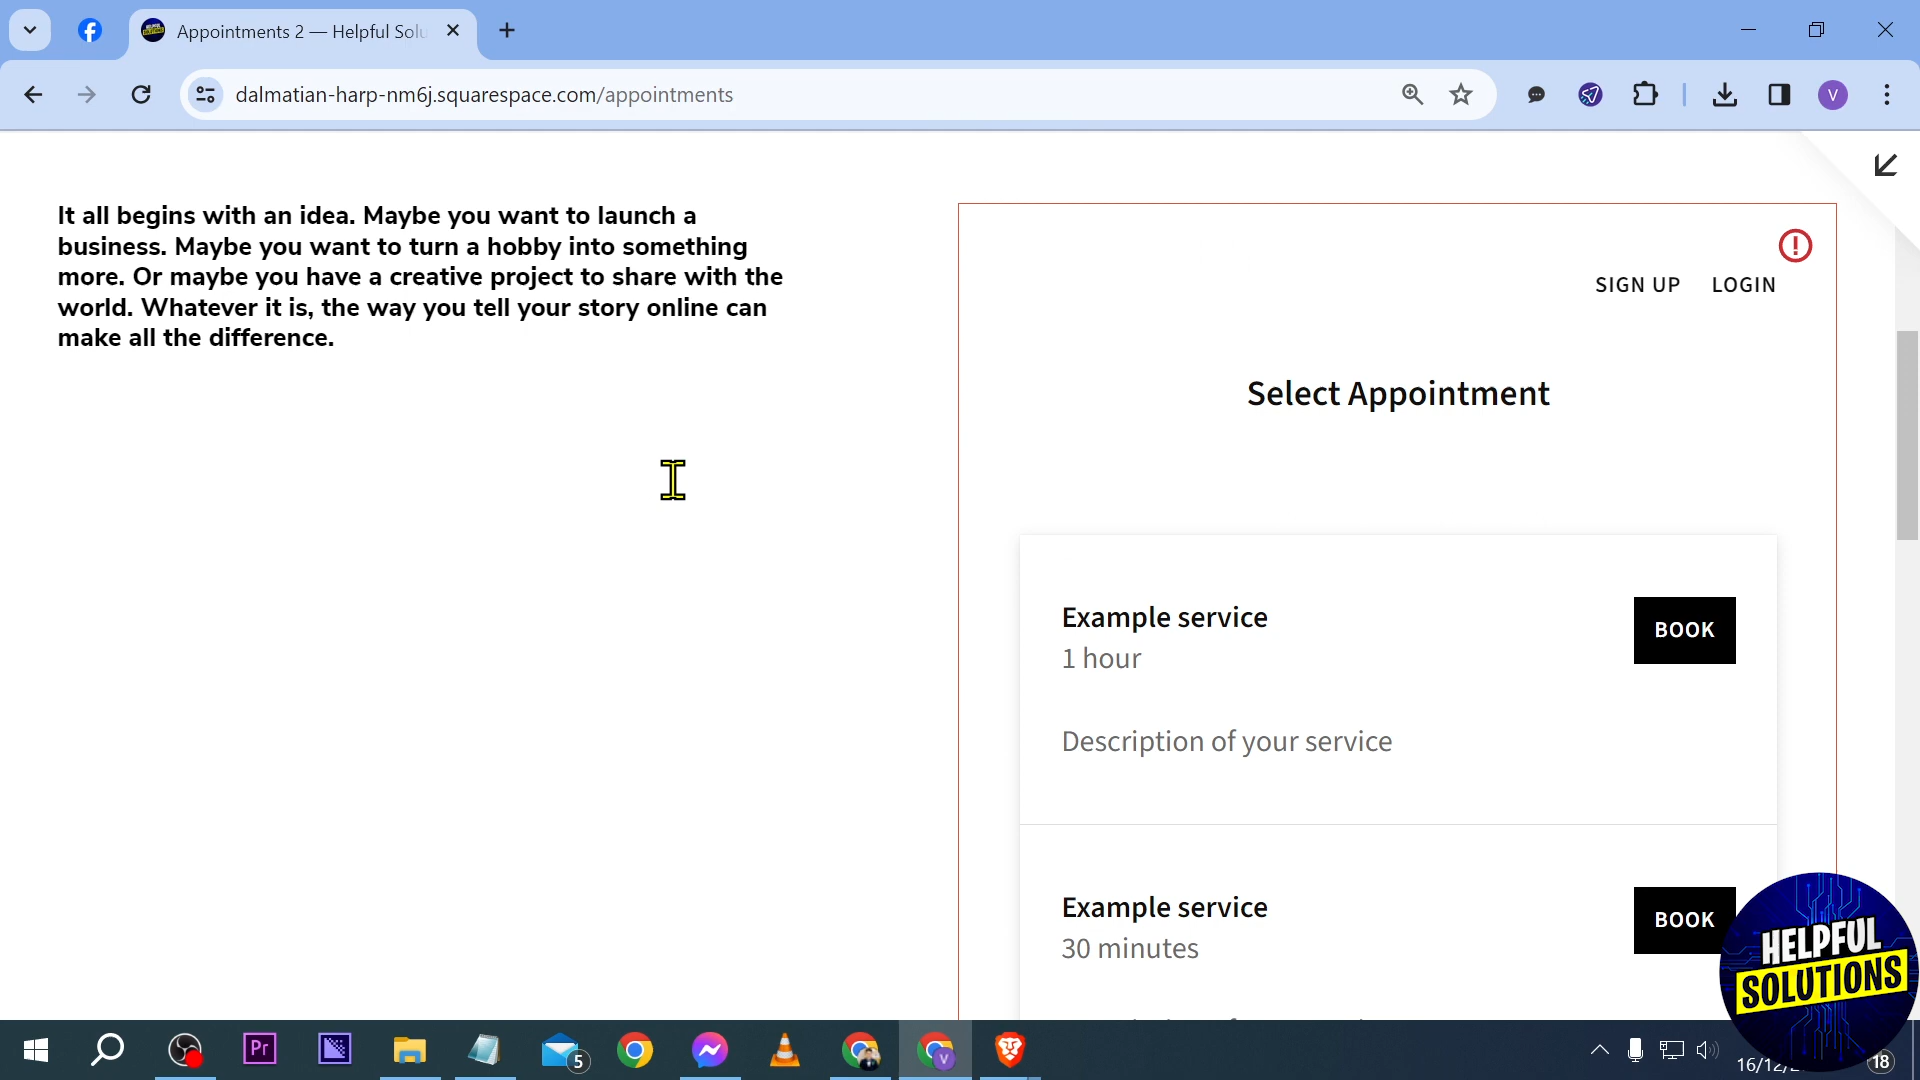 Appointments 2 — Helpful Solu
dalmatian-harp-nm6j.squarespace.com/appointments
V
It all begins with an idea. Maybe you want to launch a
business. Maybe you want to turn a hobby into something
more. Or maybe you have a creative project to share with the
world. Whatever it is, the way you tell your story online can
make all the difference.
SIGN UP LOGIN
Select Appointment
Example service
1 hour
BOOK
Description of your service
Example service
30 minutes
BOOK
HELPFUL
SOLUTIONS
Pr
5
V
16/12/
18